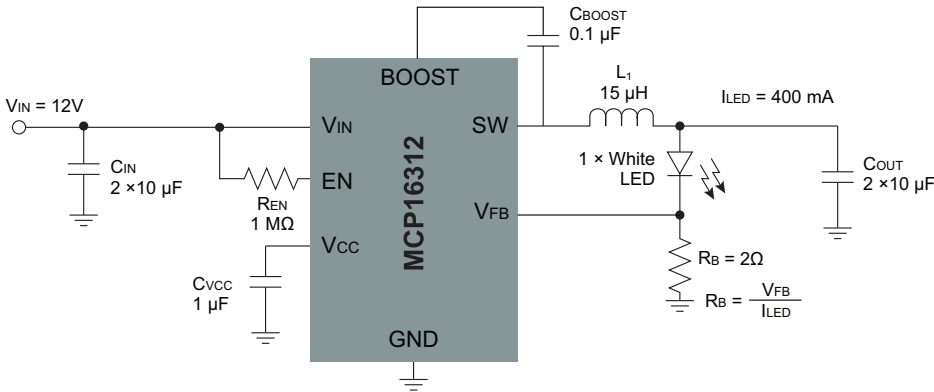 CBOOST
0.1 µF
BOOST
L1
15 µH
ILED = 400 mA
VIN = 12V
VIN
SW
CIN
2 ×10 µF
EN
REN
1 MΩ
1 × White
LED
COUT
2 ×10 µF
MCP16312
VFB
VCC
CVCC
1 µF
RB = 2Ω
RB = VFB
ILED
GND